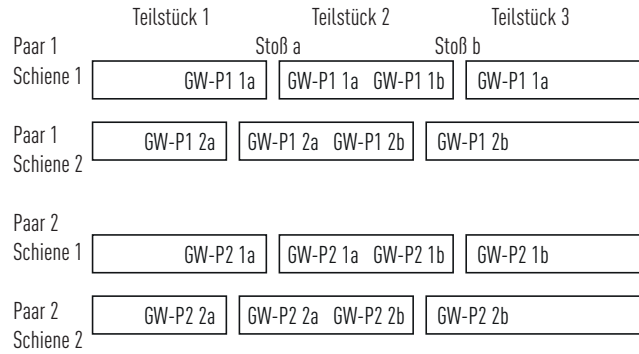 Teilstück 1 Teilstück 2 Teilstück 3
Paar 1 Stoß a Stoß b
Schiene 1 GW-P1 1a GW-P1 1a GW-P1 1b GW-P1 1a
Paar 1
Schiene 2 GW-P1 2a GW-P1 2a GW-P1 2b GW-P1 2b
Paar 2
Schiene 1 GW-P2 1a GW-P2 1a GW-P2 1b GW-P2 1b
Paar 2
Schiene 2 GW-P2 2a GW-P2 2a GW-P2 2b GW-P2 2b